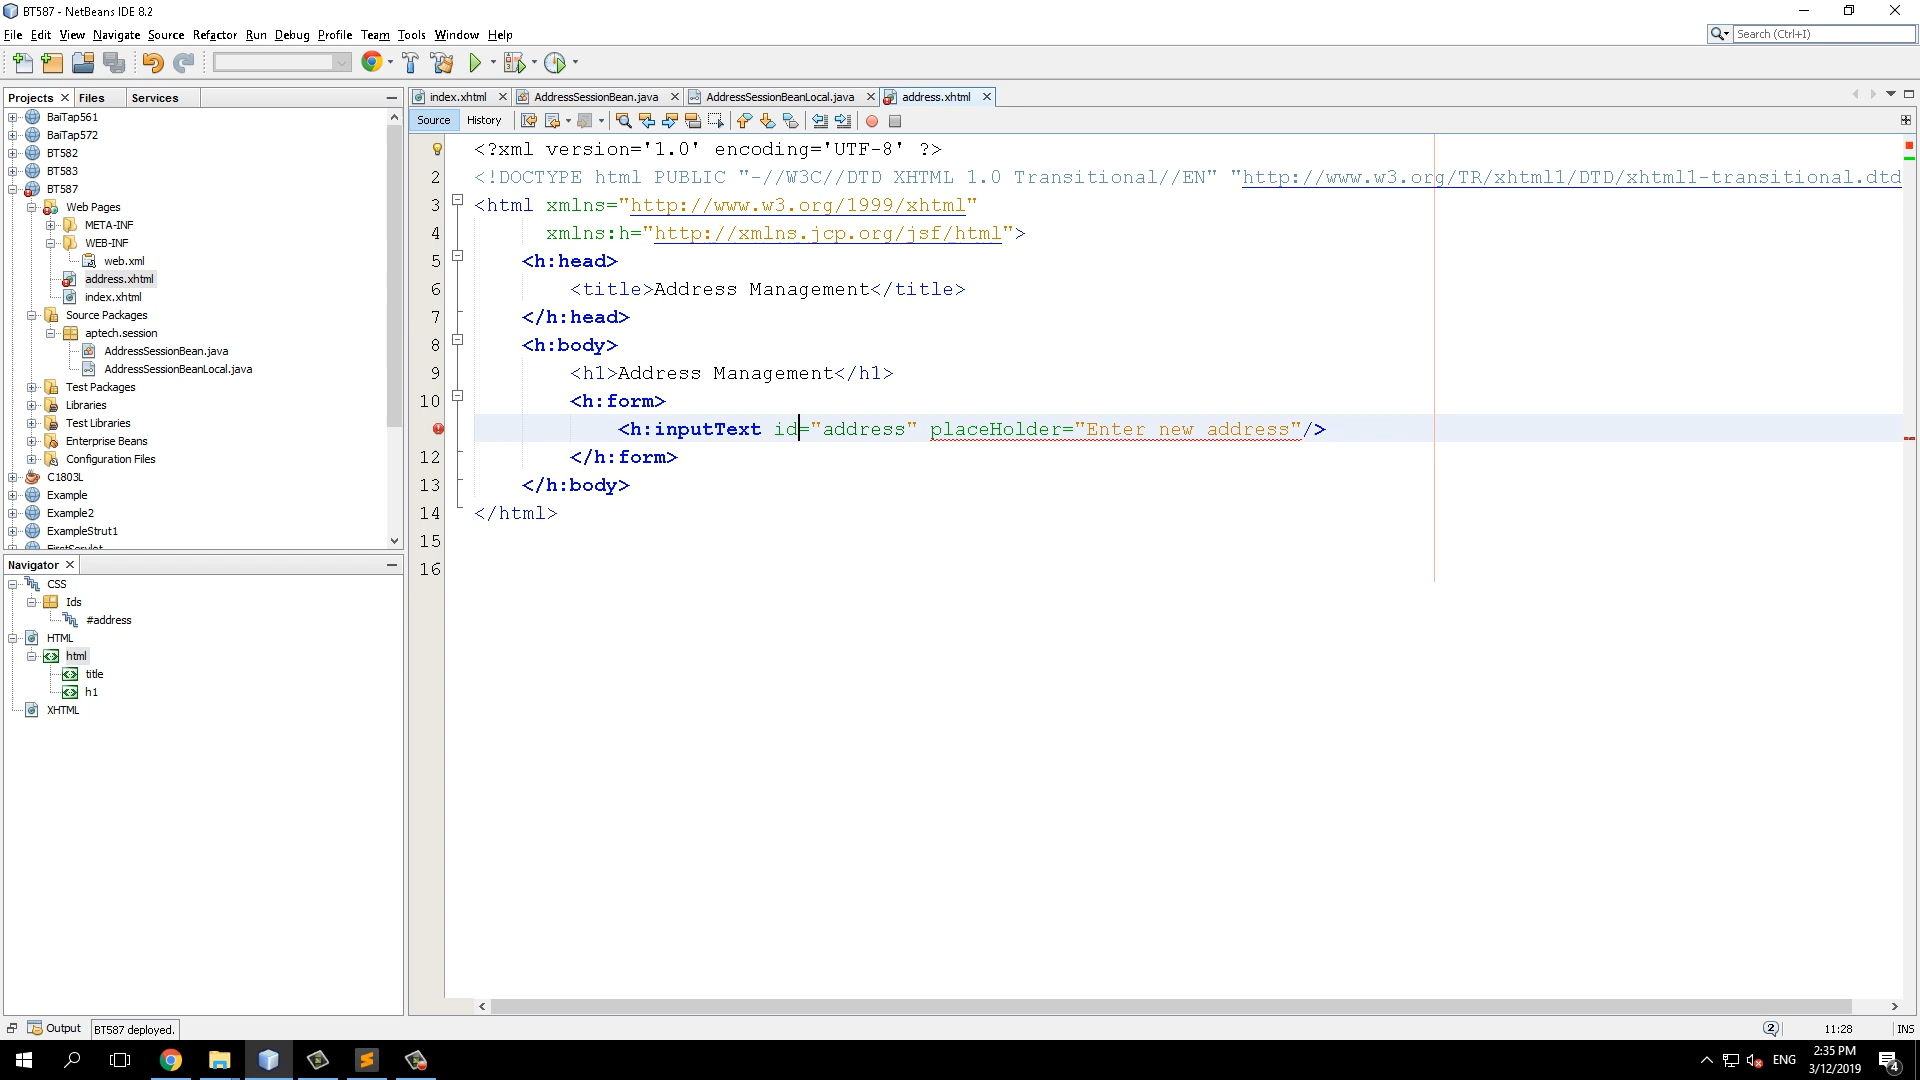 BT587 - NetBeans IDE 8.2
File Edit View Navigate Source Refactor Run Debug Profile Team Tools Window Help
Search (Ctrl+I)
Projects Files Services
index.xhtml AddressSessionBean.java AddressSessionBeanLocal.java address.xhtml
Source History
BaiTap561
BaiTap572
BT582
BT583
BT587
Web Pages
META-INF
WEB-INF
web.xml
address.xhtml
index.xhtml
Source Packages
aptech.session
AddressSessionBean.java
AddressSessionBeanLocal.java
Test Packages
Libraries
Test Libraries
Enterprise Beans
Configuration Files
C1803L
Example
Example2
ExampleStrut1
FirstServlet
Navigator
CSS
Ids
#address
HTML
html
title
h1
XHTML
<?xml version='1.0' encoding='UTF-8' ?>
2 <!DOCTYPE html PUBLIC "-//W3C//DTD XHTML 1.0 Transitional//EN" "http://www.w3.org/TR/xhtml1/DTD/xhtml1-transitional.dtd
3 <html xmlns="http://www.w3.org/1999/xhtml"
4 xmlns:h="http://xmlns.jcp.org/jsf/html">
5 <h:head>
6 <title>Address Management</title>
7 </h:head>
8 <h:body>
9 <h1>Address Management</h1>
10 <h:form>
<h:inputText id="address" placeHolder="Enter new address"/>
12 </h:form>
13 </h:body>
14 </html>
15
16
Output BT587 deployed.
2 11:28 INS
ENG 2:35 PM
3/12/2019 4